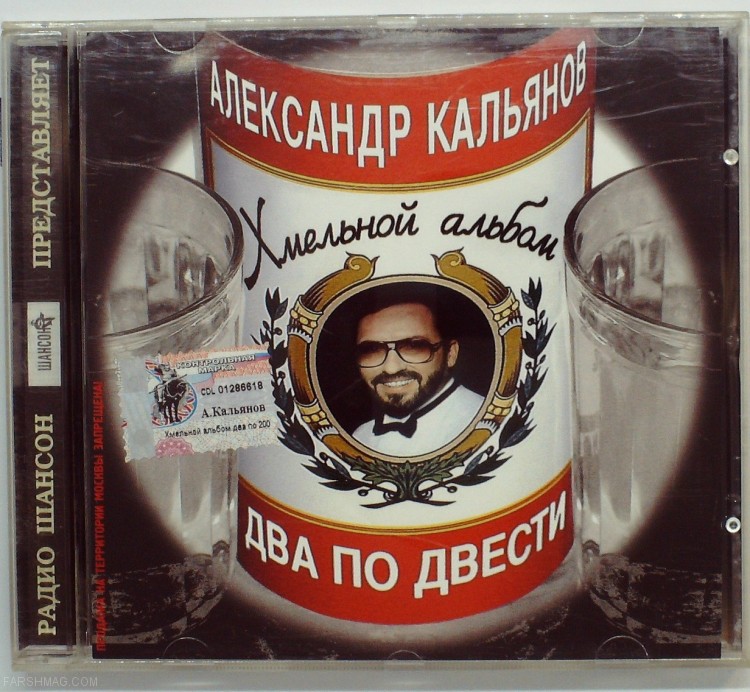 АЛЕКСАНДР КАЛЬЯНОВ
Хмельной альбом
ДВА ПО ДВЕСТИ
КОНТРОЛЬНАЯ
МАРКА
CDL 01286618
А.Кальянов
Хмельной альбом два по 200
РАДИО ШАНСОН
ШАНСОН
ПРЕДСТАВЛЯЕТ
ПРОДАЖА НА ТЕРРИТОРИИ МОСКВЫ ЗАПРЕЩЕНА!
FARSHMAG.COM